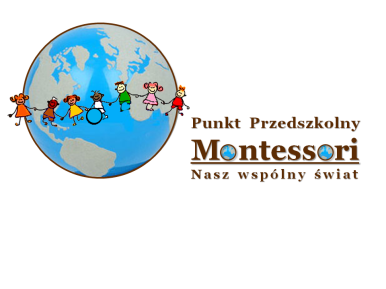 Punkt Przedszkolny
Montessori
Nasz wspólny świat